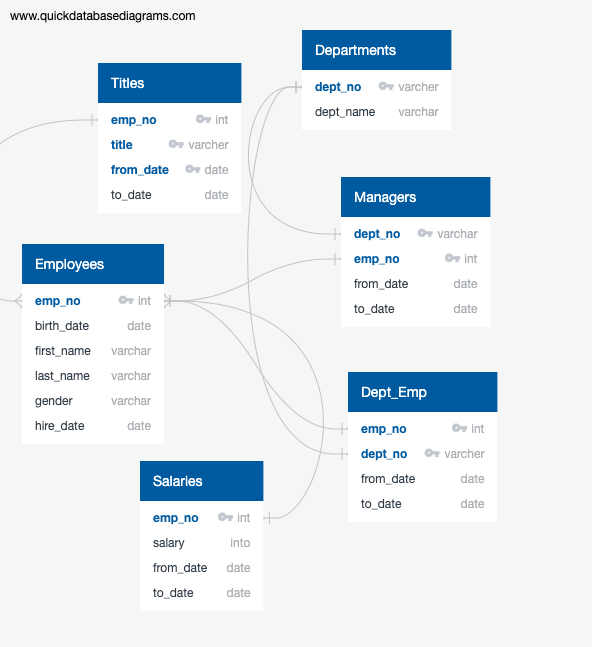 www.quickdatabasediagrams.com
Departments
dept_no varcher
dept_name varchar
Titles
emp_no int
title varcher
from_date date
to_date date
Managers
dept_no varchar
emp_no int
from_date date
to_date date
Employees
emp_no int
birth_date date
first_name varchar
last_name varchar
gender varchar
hire_date date
Dept_Emp
emp_no int
dept_no varcher
from_date date
to_date date
Salaries
emp_no int
salary into
from_date date
to_date date